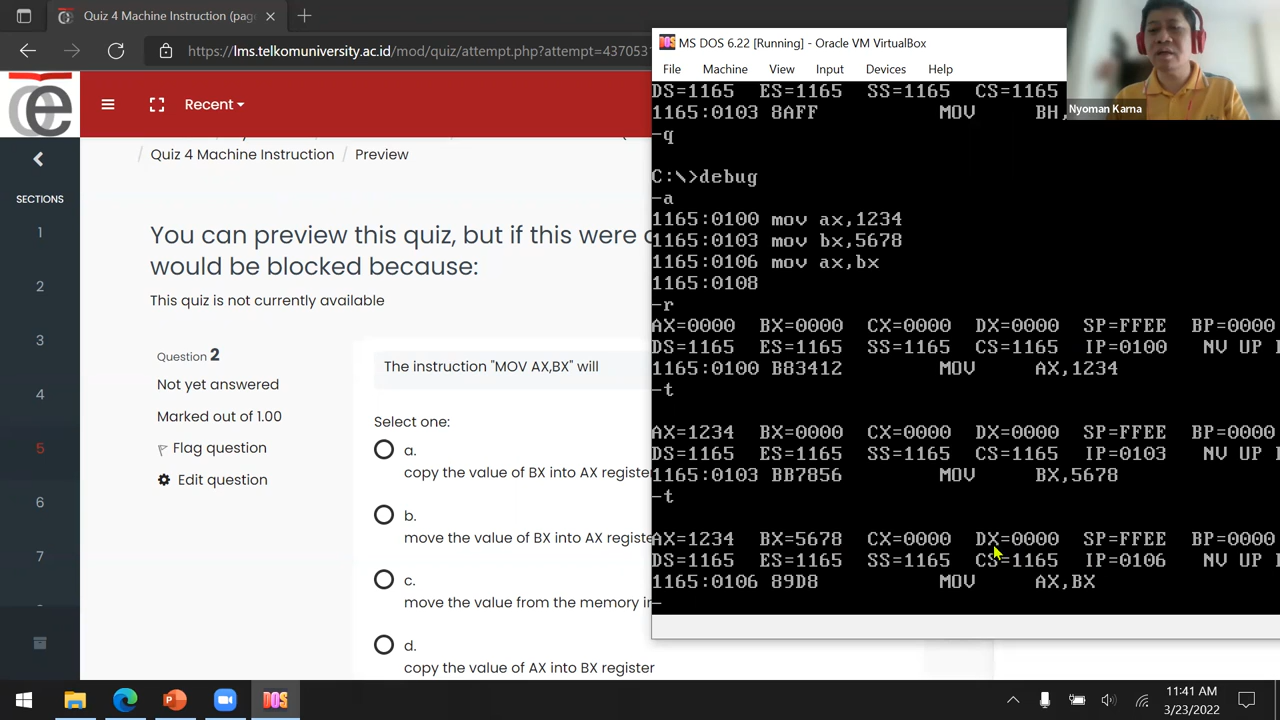 Quiz 4 Machine Instruction (page
https://lms.telkomuniversity.ac.id/mod/quiz/attempt.php?attempt=437053
Recent
SECTIONS
1
2
3
4
5
6
7
/ Quiz 4 Machine Instruction / Preview
You can preview this quiz, but if this were
would be blocked because:
This quiz is not currently available
Question 2
Not yet answered
Marked out of 1.00
Flag question
Edit question
The instruction "MOV AX,BX" will
Select one:
a.
copy the value of BX into AX registe
b.
move the value of BX into AX registe
c.
move the value from the memory in
d.
copy the value of AX into BX register
DOS MS DOS 6.22 [Running] - Oracle VM VirtualBox
File Machine View Input Devices Help
DS=1165 ES=1165 SS=1165 CS=1165
1165:0103 8AFF MOV BH,
-q
C:\>debug
-a
1165:0100 mov ax,1234
1165:0103 mov bx,5678
1165:0106 mov ax,bx
1165:0108
-r
AX=0000 BX=0000 CX=0000 DX=0000 SP=FFEE BP=0000
DS=1165 ES=1165 SS=1165 CS=1165 IP=0100 NV UP
1165:0100 B83412 MOV AX,1234
-t
AX=1234 BX=0000 CX=0000 DX=0000 SP=FFEE BP=0000
DS=1165 ES=1165 SS=1165 CS=1165 IP=0103 NV UP
1165:0103 BB7856 MOV BX,5678
-t
AX=1234 BX=5678 CX=0000 DX=0000 SP=FFEE BP=0000
DS=1165 ES=1165 SS=1165 CS=1165 IP=0106 NV UP
1165:0106 89D8 MOV AX,BX
-
Nyoman Karna
DOS
11:41 AM
3/23/2022